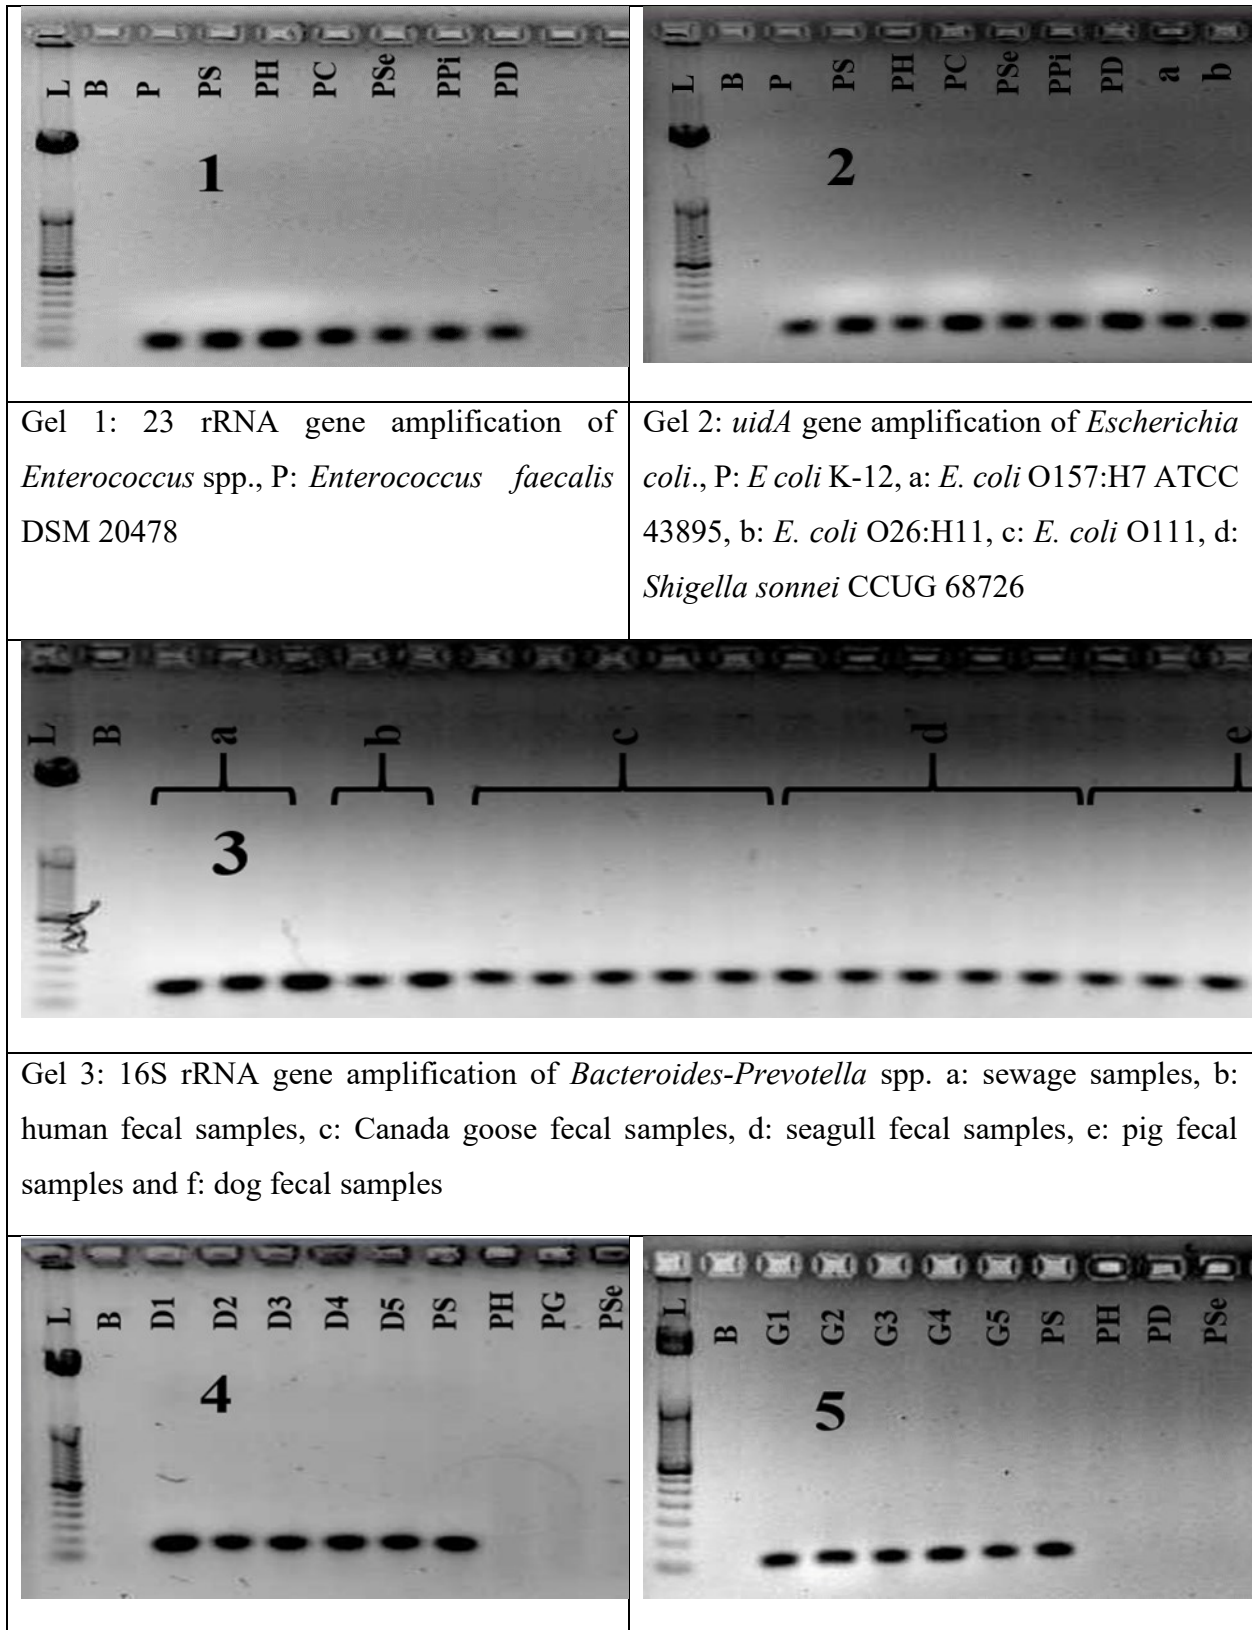 L B P PS PH PC PSe PPi PD
1
L B P PS PH PC PSe PPi PD a b
2
Gel 1: 23 rRNA gene amplification of
Enterococcus spp., P: Enterococcus faecalis
DSM 20478
Gel 2: uidA gene amplification of Escherichia
coli., P: E coli K-12, a: E. coli O157:H7 ATCC
43895, b: E. coli O26:H11, c: E. coli O111, d:
Shigella sonnei CCUG 68726
L B a b c d e
3
Gel 3: 16S rRNA gene amplification of Bacteroides-Prevotella spp. a: sewage samples, b:
human fecal samples, c: Canada goose fecal samples, d: seagull fecal samples, e: pig fecal
samples and f: dog fecal samples
L B D1 D2 D3 D4 D5 PS PH PG PSe
4
L B G1 G2 G3 G4 G5 PS PH PD PSe
5